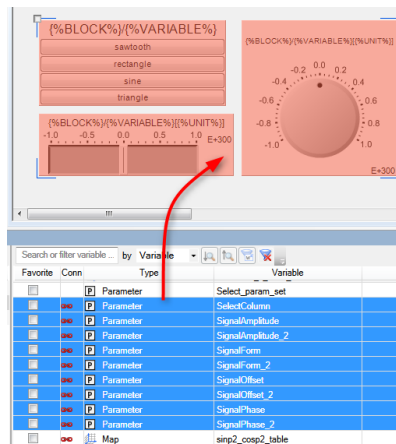 {%BLOCK%}/{%VARIABLE%}
sawtooth
rectangle
sine
triangle
{%BLOCK%}/{%VARIABLE%}[{%UNIT%}]
-1.0 -0.5 0.0 0.5 1.0
E+300
{%BLOCK%}/{%VARIABLE%}[{%UNIT%}]
-0.2 0.0 0.2
-0.4 0.4
-0.6 0.6
-0.8 0.8
-1.0 1.0
E+300
Search or filter variable ... by Variable
Favorite Conn Type Variable
P Parameter Select_param_set
P Parameter SelectColumn
P Parameter SignalAmplitude
P Parameter SignalAmplitude_2
P Parameter SignalForm
P Parameter SignalForm_2
P Parameter SignalOffset
P Parameter SignalOffset_2
P Parameter SignalPhase
P Parameter SignalPhase_2
Map sinp2_cosp2_table